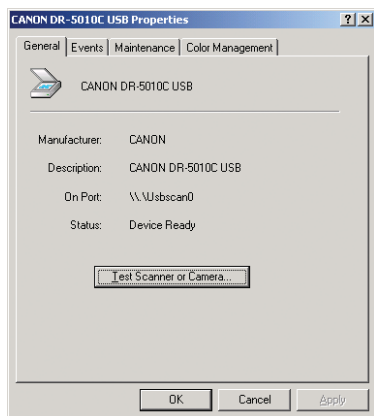 CANON DR-5010C USB Properties
General Events Maintenance Color Management
CANON DR-5010C USB
Manufacturer: CANON
Description: CANON DR-5010C USB
On Port: \\.\Usbscan0
Status: Device Ready
Test Scanner or Camera...
OK Cancel Apply